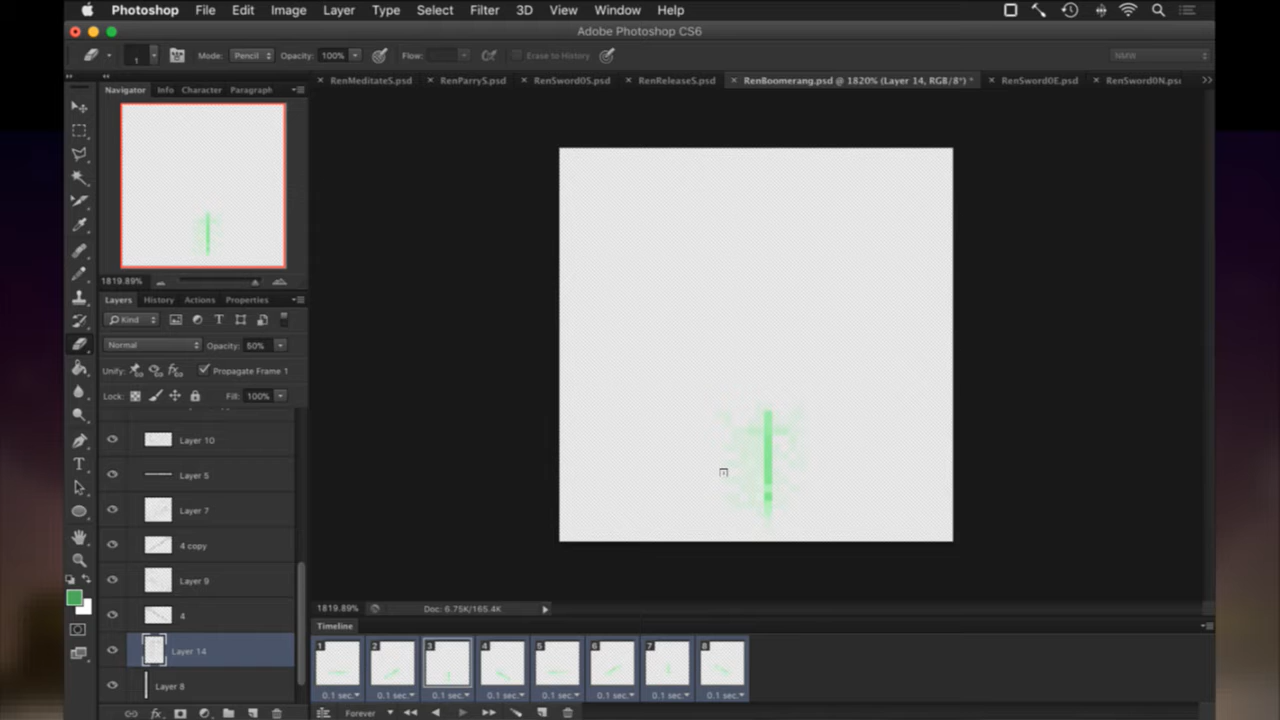 Photoshop File Edit Image Layer Type Select Filter 3D View Window Help
Adobe Photoshop CS6
1 Mode: Pencil Opacity: 100% Flow: Erase to History NMW
RenMeditateS.psd RenParryS.psd RenSword0S.psd RenReleaseS.psd RenBoomerang.psd @ 1820% (Layer 14, RGB/8*) * RenSword0E.psd RenSword0N.psd
Navigator Info Character Paragraph
1819.89%
Layers History Actions Properties
Kind
Normal Opacity: 50%
Unify: Propagate Frame 1
Lock: Fill: 100%
Layer 10
Layer 5
Layer 7
4 copy
Layer 9
4
Layer 14
Layer 8
1819.89% Doc: 6.75K/165.4K
Timeline
1 2 3 4 5 6 7 8
0.1 sec. 0.1 sec. 0.1 sec. 0.1 sec. 0.1 sec. 0.1 sec. 0.1 sec. 0.1 sec.
Forever